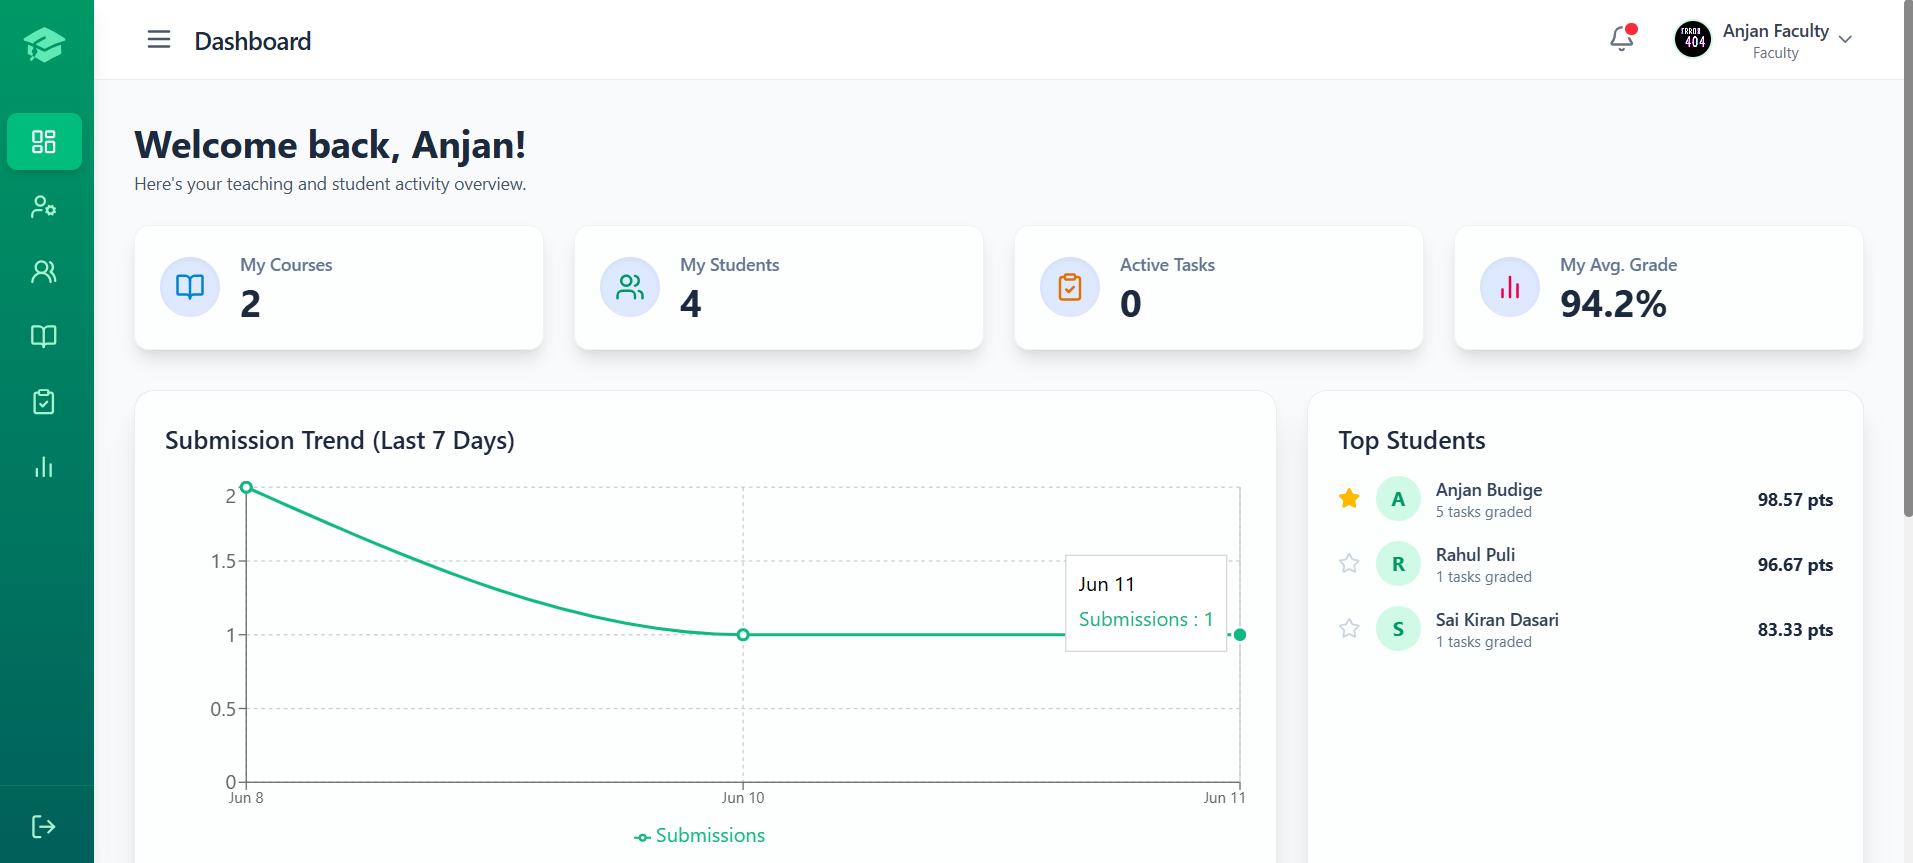 Dashboard
ERROR
404
Anjan Faculty
Faculty
Welcome back, Anjan!
Here's your teaching and student activity overview.
My Courses
2
My Students
4
Active Tasks
0
My Avg. Grade
94.2%
Submission Trend (Last 7 Days)
2
1.5
1
0.5
0
Jun 8
Jun 10
Jun 11
Jun 11
Submissions : 1
Submissions
Top Students
A
Anjan Budige
5 tasks graded
98.57 pts
R
Rahul Puli
1 tasks graded
96.67 pts
S
Sai Kiran Dasari
1 tasks graded
83.33 pts